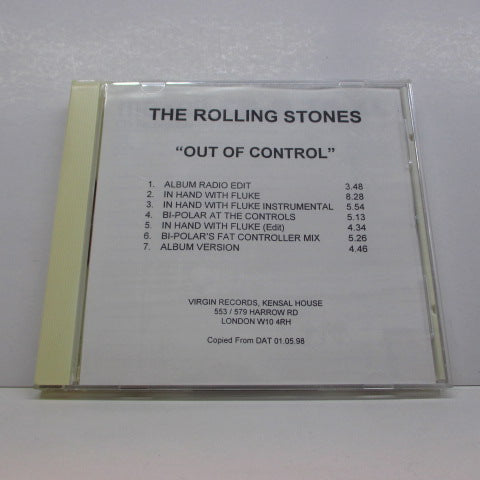 THE ROLLING STONES
"OUT OF CONTROL"
1. ALBUM RADIO EDIT 3.48
2. IN HAND WITH FLUKE 8.28
3. IN HAND WITH FLUKE INSTRUMENTAL 5.54
4. BI-POLAR AT THE CONTROLS 5.13
5. IN HAND WITH FLUKE (Edit) 4.34
6. BI-POLAR'S FAT CONTROLLER MIX 5.26
7. ALBUM VERSION 4.46
VIRGIN RECORDS, KENSAL HOUSE
553 / 579 HARROW RD
LONDON W10 4RH
Copied From DAT 01.05.98